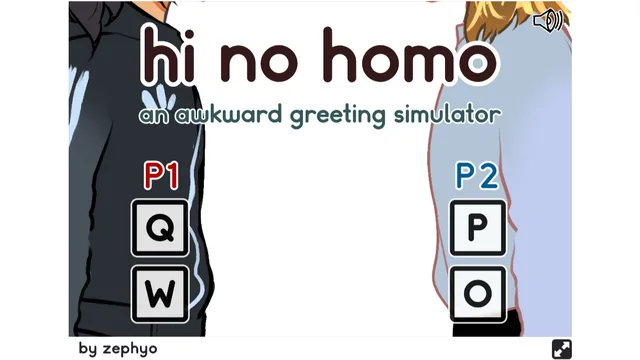 hi no homo
an awkward greeting simulator
P1 P2
Q P
W O
by zephyo